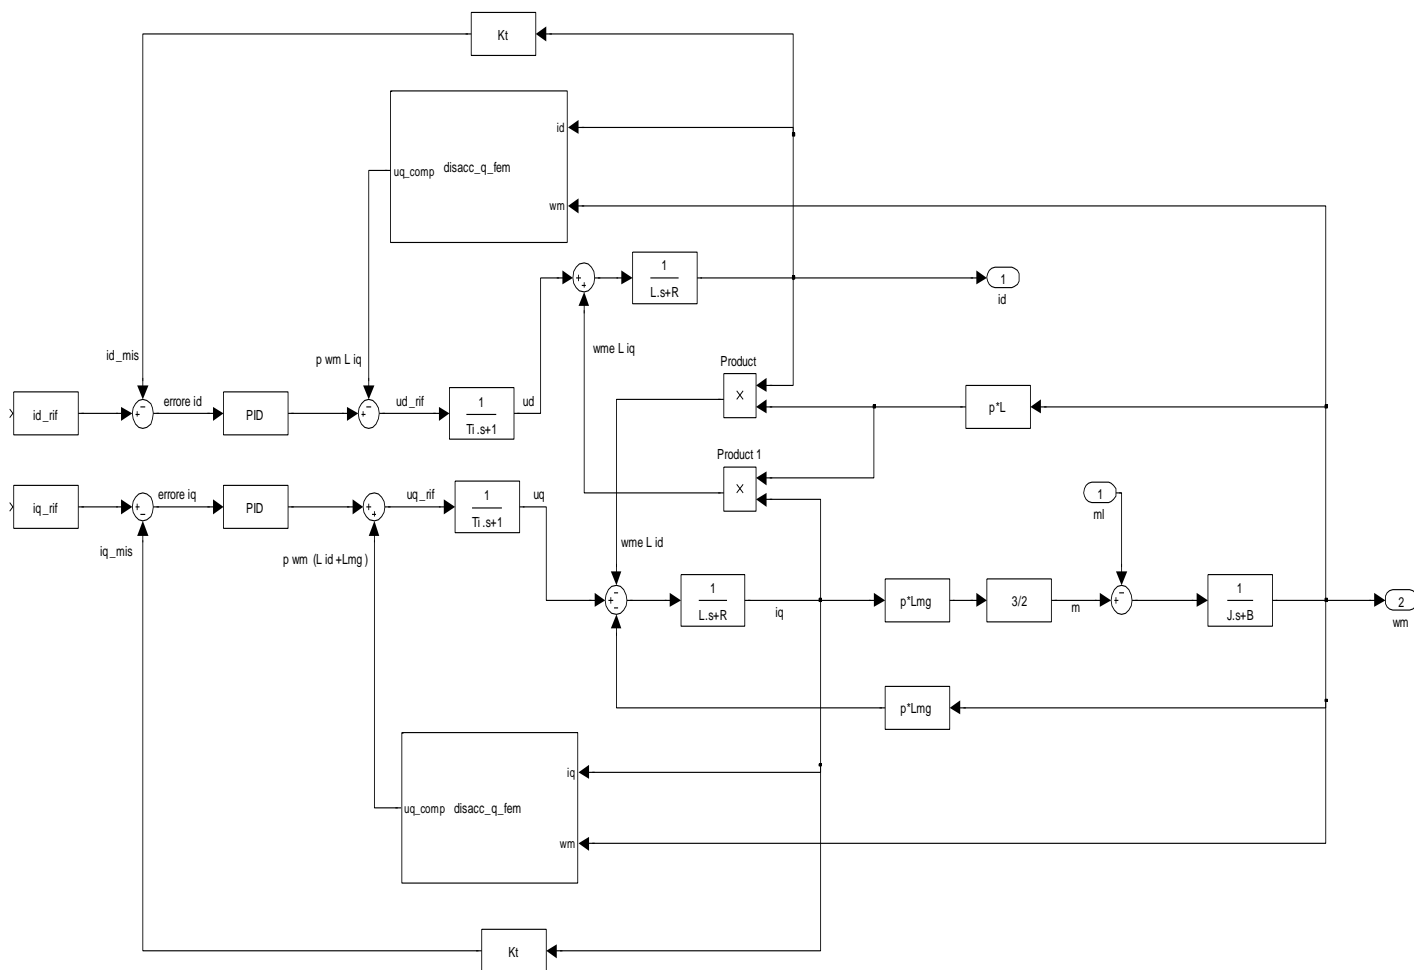 Kt
id
uq_comp disacc_q_fem
wm
1
L.s+R
1
id
id_mis
p wm L iq
wme L iq
Product
X
id_rif
errore id
PID
ud_rif
1
Ti.s+1
ud
p*L
Product 1
X
iq_rif
errore iq
PID
uq_rif
1
Ti.s+1
uq
1
ml
iq_mis
p wm (L id +Lmg )
wme L id
1
L.s+R
iq
p*Lmg
3/2
m
1
J.s+B
2
wm
p*Lmg
iq
uq_comp disacc_q_fem
wm
Kt